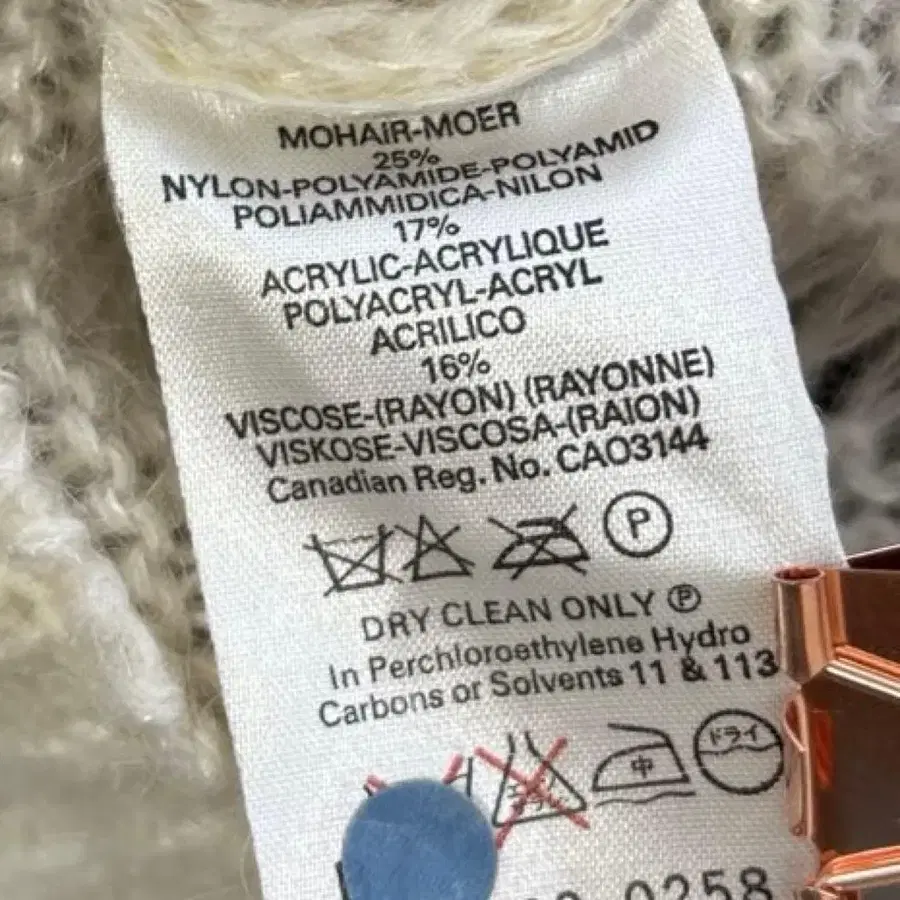 MOHAIR-MOER
25%
NYLON-POLYAMIDE-POLYAMID
POLIAMMIDICA-NILON
17%
ACRYLIC-ACRYLIQUE
POLYACRYL-ACRYL
ACRILICO
16%
VISCOSE-(RAYON) (RAYONNE)
VISKOSE-VISCOSA-(RAION)
Canadian Reg. No. CA03144
P
DRY CLEAN ONLY Ⓟ
In Perchloroethylene Hydro
Carbons or Solvents 11 & 113
中 ドライ
0258